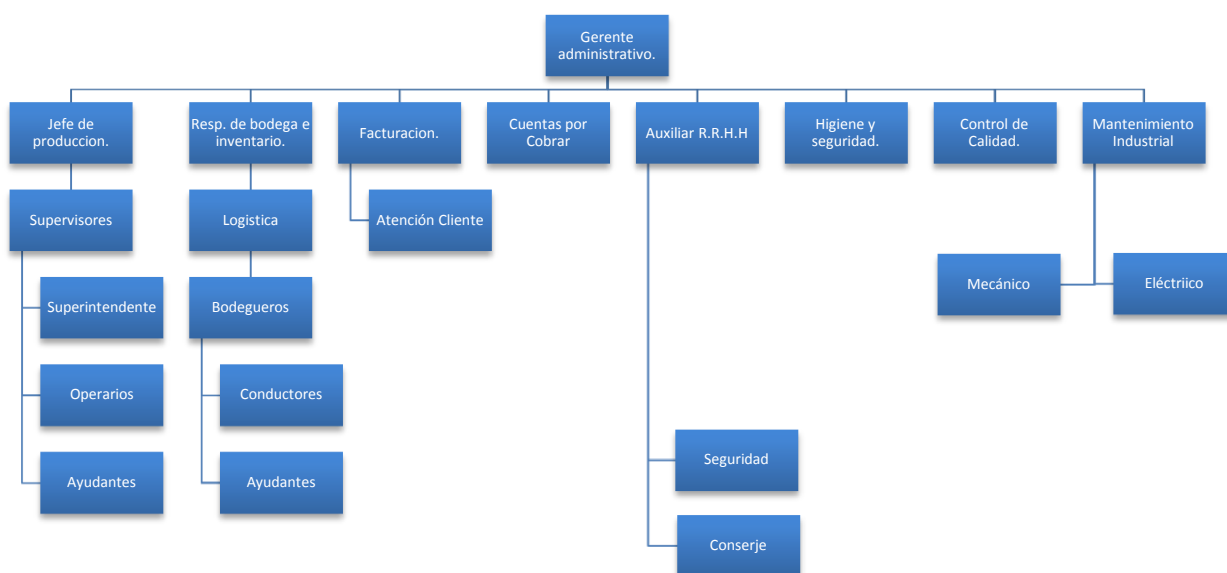 Gerente
administrativo.
Jefe de
produccion.
Resp. de bodega e
inventario.
Facturacion.
Cuentas por
Cobrar
Auxiliar R.R.H.H
Higiene y
seguridad.
Control de
Calidad.
Mantenimiento
Industrial
Supervisores
Logistica
Atención Cliente
Superintendente
Bodegueros
Mecánico
Eléctriico
Operarios
Conductores
Ayudantes
Ayudantes
Seguridad
Conserje